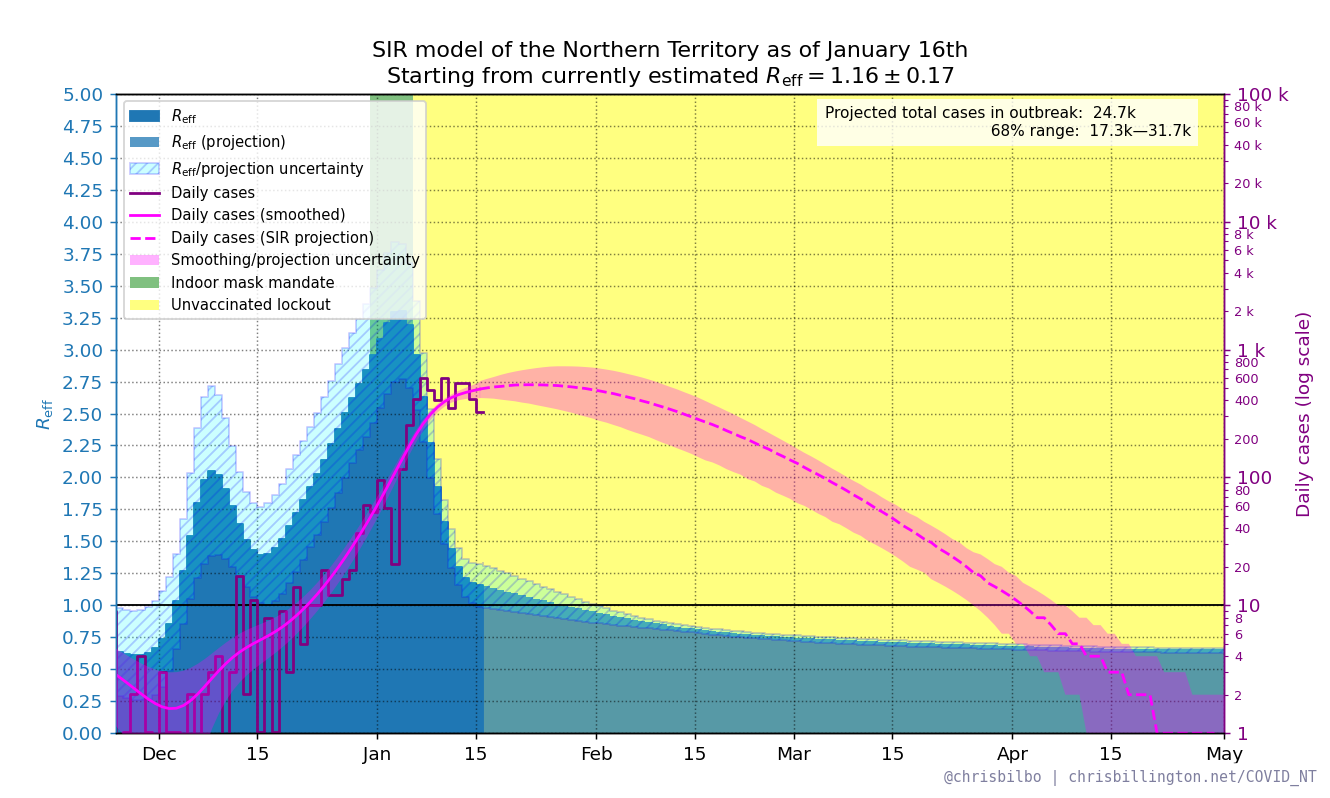 SIR model of the Northern Territory as of January 16th
Starting from currently estimated R_eff = 1.16 ± 0.17
R_eff
R_eff (projection)
R_eff/projection uncertainty
Daily cases
Daily cases (smoothed)
Daily cases (SIR projection)
Smoothing/projection uncertainty
Indoor mask mandate
Unvaccinated lockout
Projected total cases in outbreak: 24.7k
68% range: 17.3k—31.7k
R_eff
5.00
4.75
4.50
4.25
4.00
3.75
3.50
3.25
3.00
2.75
2.50
2.25
2.00
1.75
1.50
1.25
1.00
0.75
0.50
0.25
0.00
Dec 15 Jan 15 Feb 15 Mar 15 Apr 15 May
100 k
80 k
60 k
40 k
20 k
10 k
8 k
6 k
4 k
2 k
1 k
800
600
400
200
100
80
60
40
20
10
8
6
4
2
1
Daily cases (log scale)
@chrisbilbo | chrisbillington.net/COVID_NT